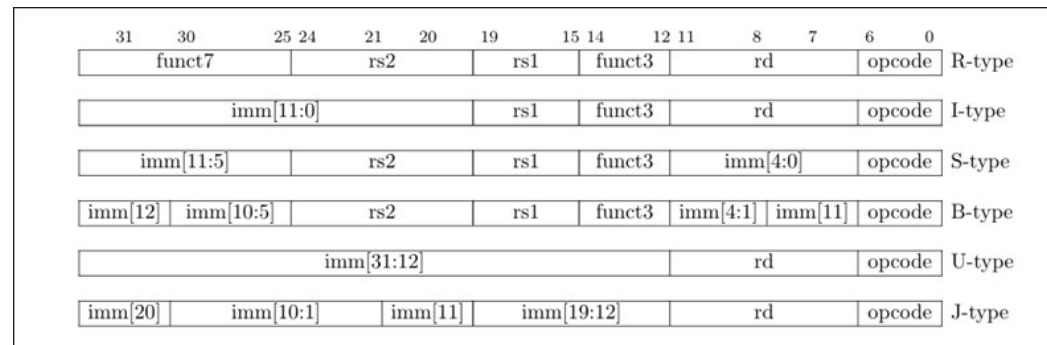 31 30 25 24 21 20 19 15 14 12 11 8 7 6 0
funct7 rs2 rs1 funct3 rd opcode R-type
imm[11:0] rs1 funct3 rd opcode I-type
imm[11:5] rs2 rs1 funct3 imm[4:0] opcode S-type
imm[12] imm[10:5] rs2 rs1 funct3 imm[4:1] imm[11] opcode B-type
imm[31:12] rd opcode U-type
imm[20] imm[10:1] imm[11] imm[19:12] rd opcode J-type